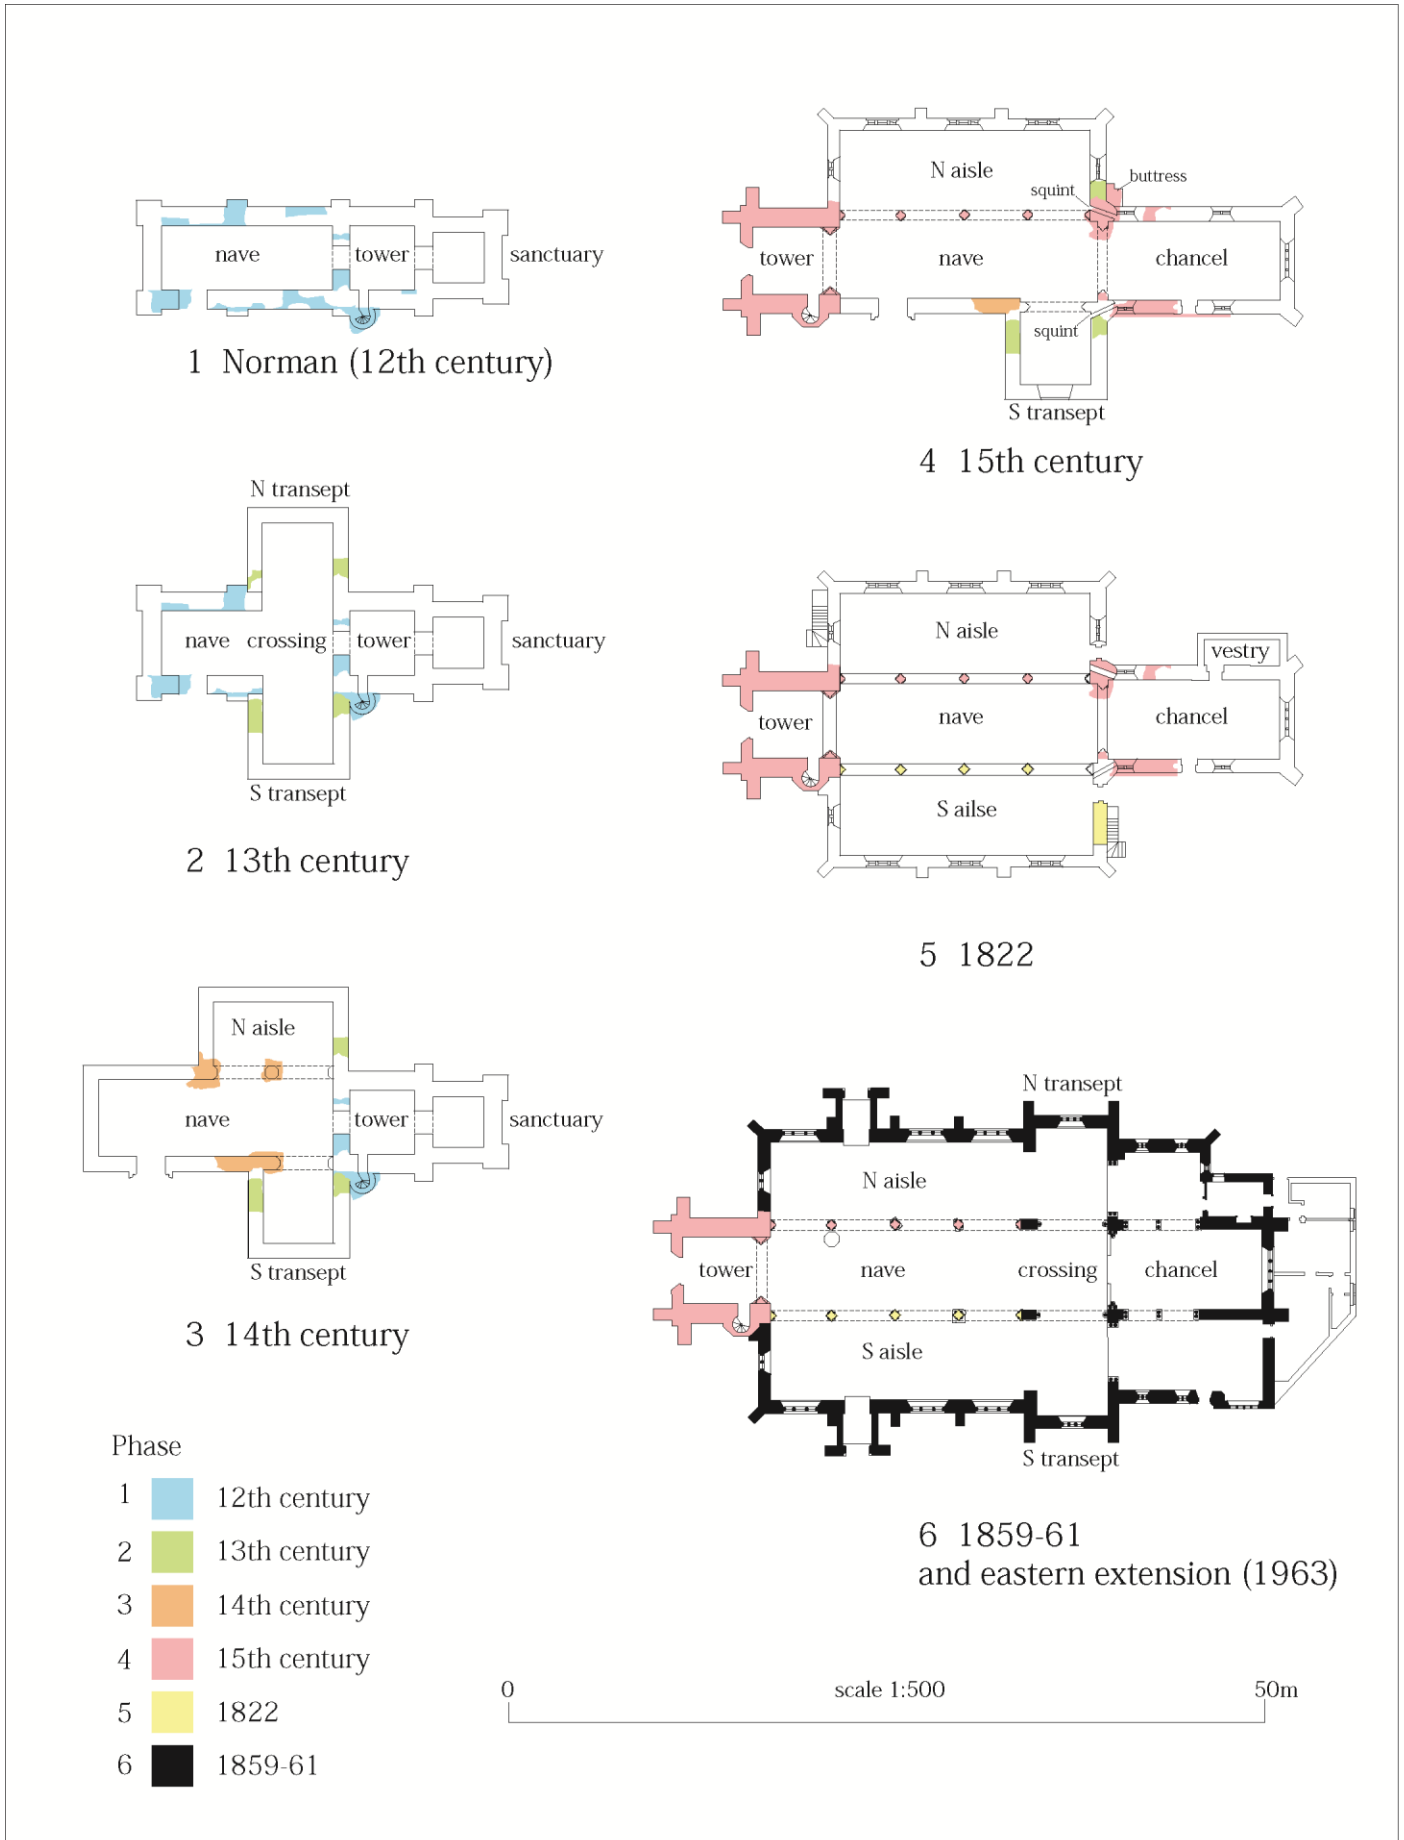 nave
tower
sanctuary
1 Norman (12th century)
N transept
nave
crossing
tower
sanctuary
S transept
2 13th century
N aisle
nave
tower
sanctuary
S transept
3 14th century
N aisle
squint
buttress
tower
nave
chancel
squint
S transept
4 15th century
N aisle
vestry
tower
nave
chancel
S ailse
5 1822
N transept
N aisle
tower
nave
crossing
chancel
S aisle
S transept
6 1859-61
and eastern extension (1963)
Phase
1 12th century
2 13th century
3 14th century
4 15th century
5 1822
6 1859-61
0 scale 1:500 50m